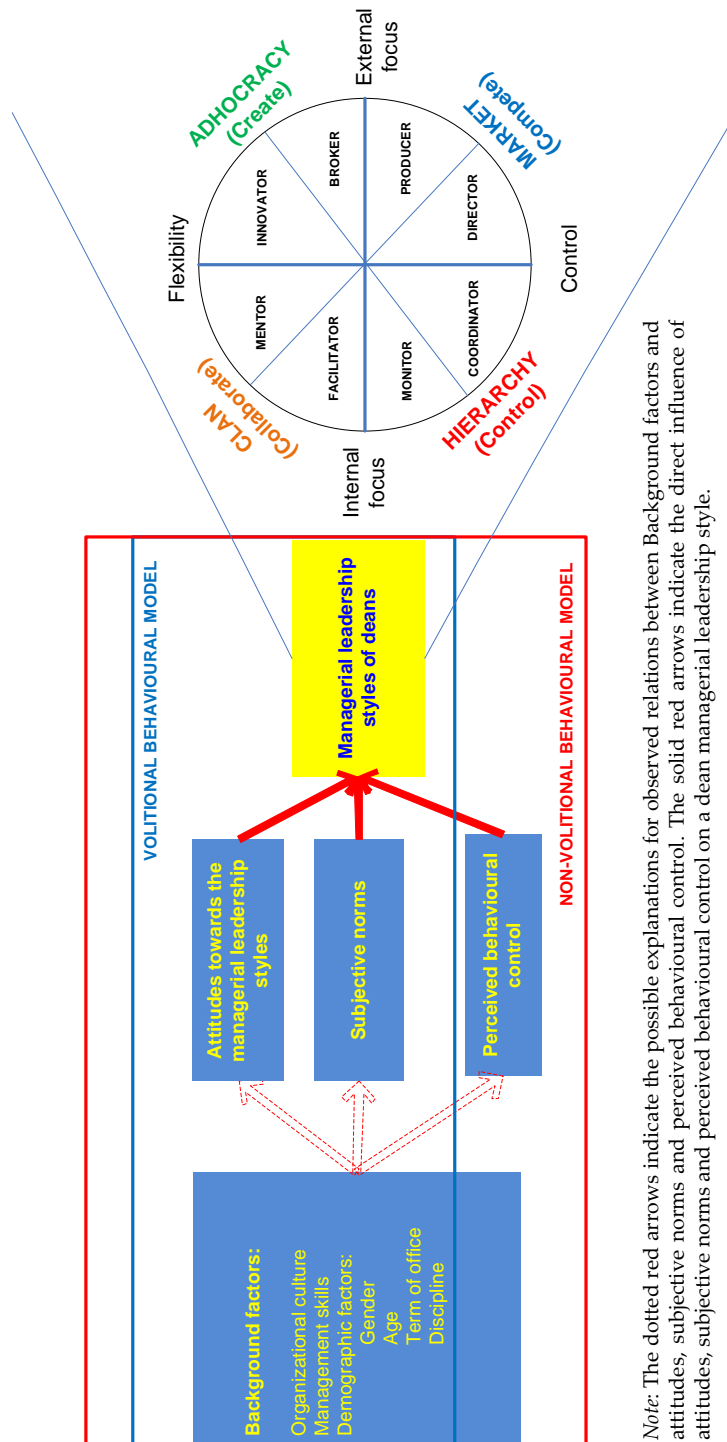 Background factors:
Organizational culture
Management skills
Demographic factors:
Gender
Age
Term of office
Discipline
VOLITIONAL BEHAVIOURAL MODEL
Attitudes towards the
managerial leadership
styles
Subjective norms
Perceived behavioural
control
Managerial leadership
styles of deans
NON-VOLITIONAL BEHAVIOURAL MODEL
Flexibility
CLAN
(Collaborate)
ADHOCRACY
(Create)
MENTOR
INNOVATOR
FACILITATOR
BROKER
Internal
focus
External
focus
MONITOR
PRODUCER
COORDINATOR
DIRECTOR
HIERARCHY
(Control)
MARKET
(Compete)
Control
Note: The dotted red arrows indicate the possible explanations for observed relations between Background factors and
attitudes, subjective norms and perceived behavioural control. The solid red arrows indicate the direct influence of
attitudes, subjective norms and perceived behavioural control on a dean managerial leadership style.